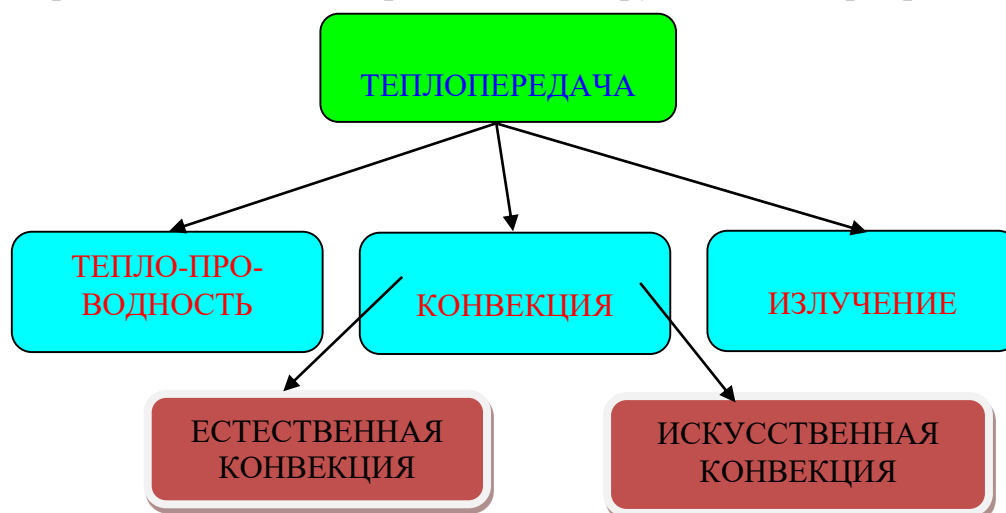 ТЕПЛОПЕРЕДАЧА
ТЕПЛО-ПРО-
ВОДНОСТЬ
КОНВЕКЦИЯ
ИЗЛУЧЕНИЕ
ЕСТЕСТВЕННАЯ
КОНВЕКЦИЯ
ИСКУССТВЕННАЯ
КОНВЕКЦИЯ